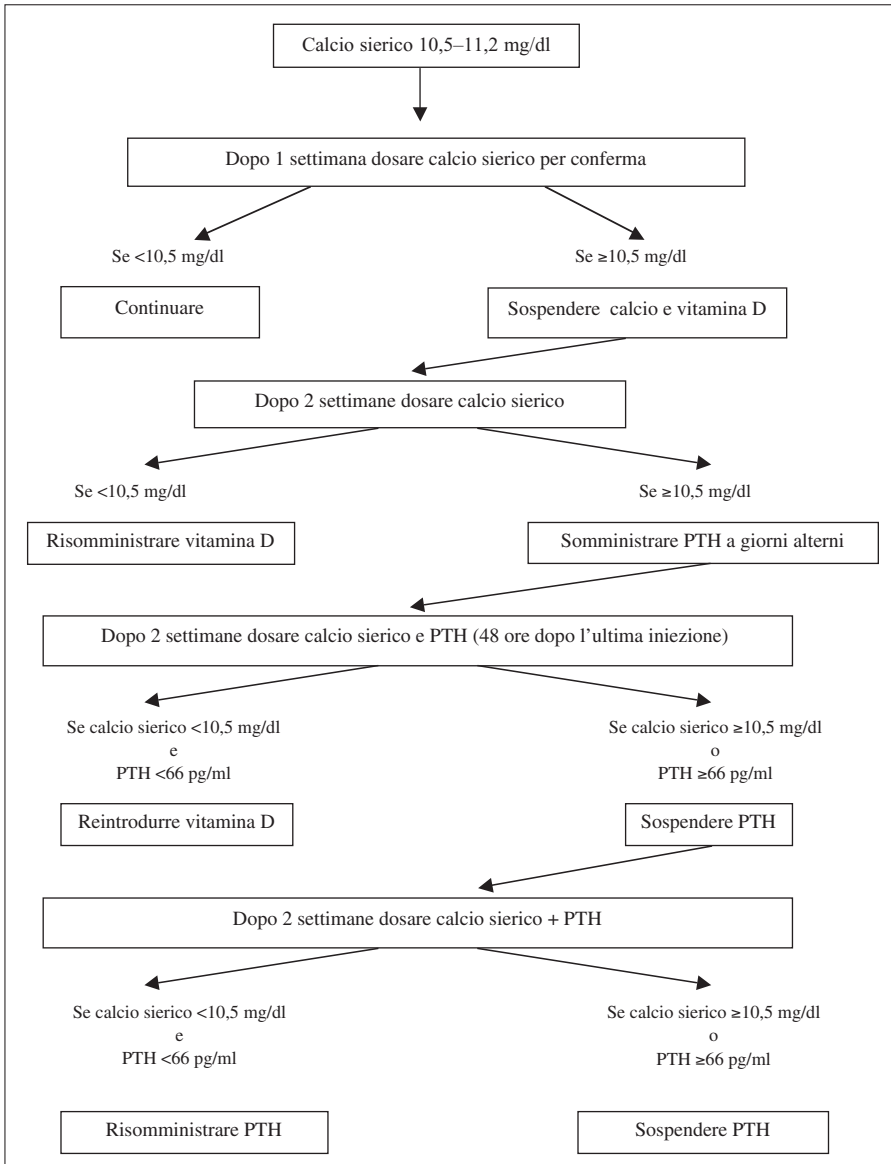 Calcio sierico 10,5–11,2 mg/dl
Dopo 1 settimana dosare calcio sierico per conferma
Se <10,5 mg/dl
Se ≥10,5 mg/dl
Continuare
Sospendere calcio e vitamina D
Dopo 2 settimane dosare calcio sierico
Se <10,5 mg/dl
Se ≥10,5 mg/dl
Risomministrare vitamina D
Somministrare PTH a giorni alterni
Dopo 2 settimane dosare calcio sierico e PTH (48 ore dopo l'ultima iniezione)
Se calcio sierico <10,5 mg/dl
e
PTH <66 pg/ml
Se calcio sierico ≥10,5 mg/dl
o
PTH ≥66 pg/ml
Reintrodurre vitamina D
Sospendere PTH
Dopo 2 settimane dosare calcio sierico + PTH
Se calcio sierico <10,5 mg/dl
e
PTH <66 pg/ml
Se calcio sierico ≥10,5 mg/dl
o
PTH ≥66 pg/ml
Risomministrare PTH
Sospendere PTH